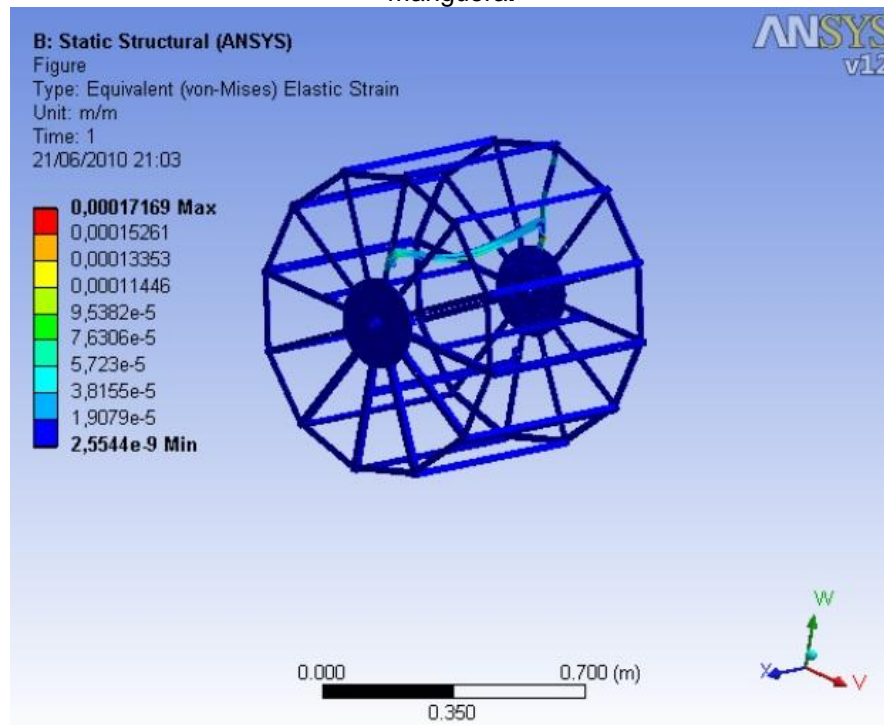 B: Static Structural (ANSYS)
Figure
Type: Equivalent (von-Mises) Elastic Strain
Unit: m/m
Time: 1
21/06/2010 21:03
ANSYS
v12
0,00017169 Max
0,00015261
0,00013353
0,00011446
9,5382e-5
7,6306e-5
5,723e-5
3,8155e-5
1,9079e-5
2,5544e-9 Min
W
X
V
0.000
0.700 (m)
0.350